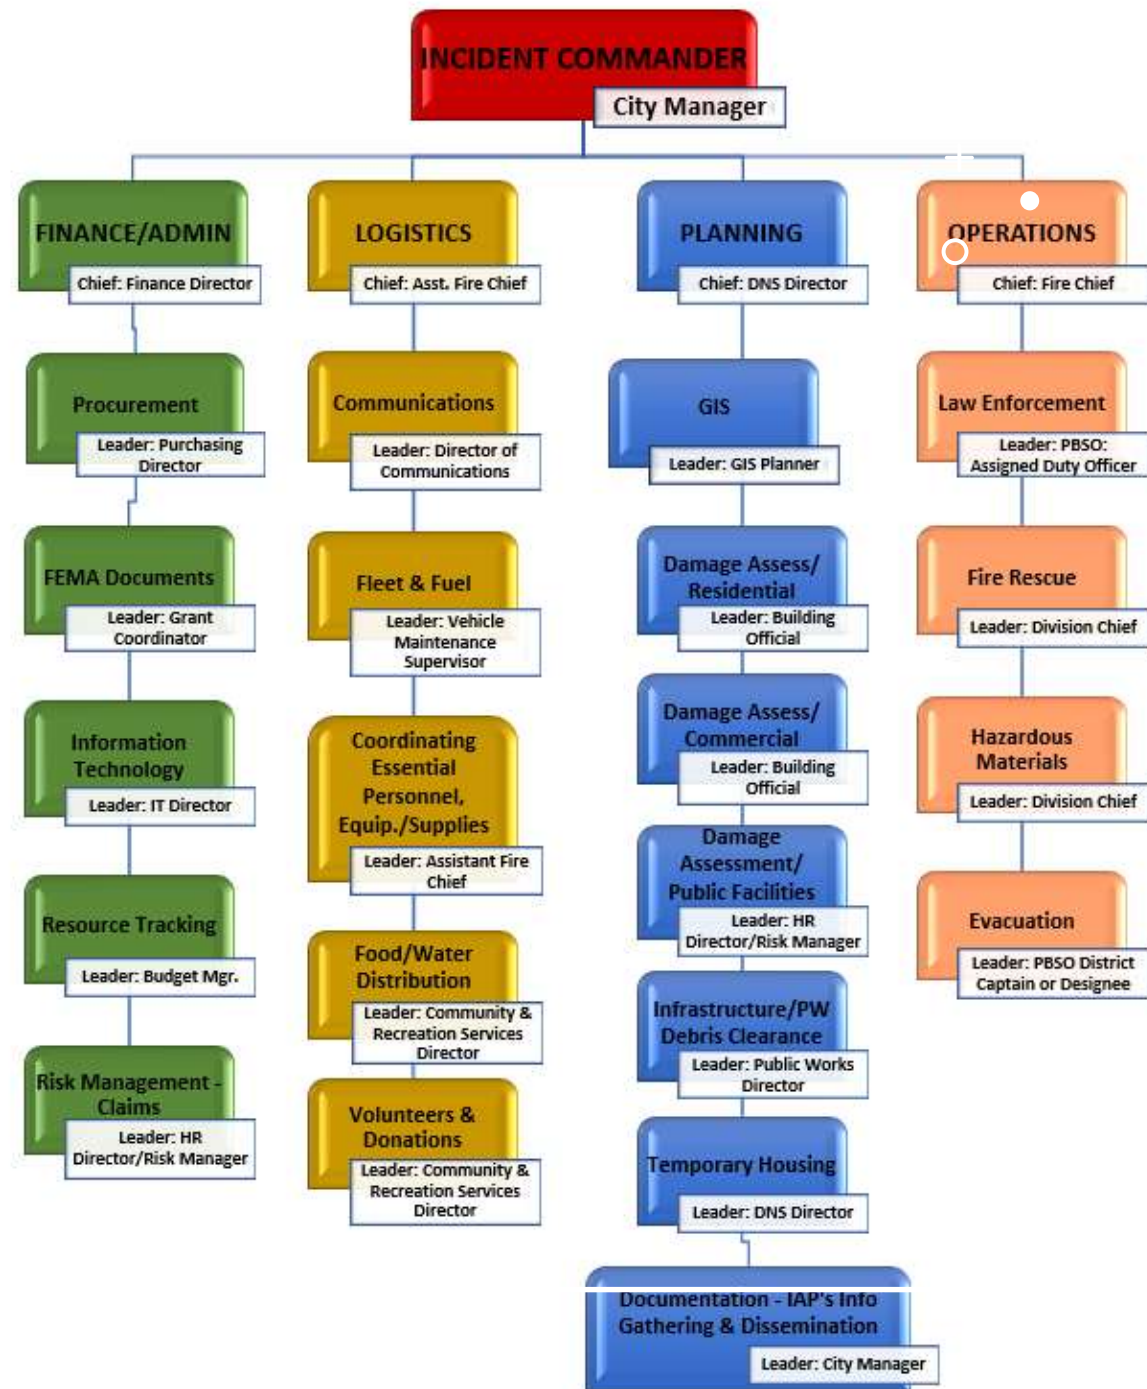 INCIDENT COMMANDER
City Manager
FINANCE/ADMIN
Chief: Finance Director
Procurement
Leader: Purchasing
Director
FEMA Documents
Leader: Grant
Coordinator
Information
Technology
Leader: IT Director
Resource Tracking
Leader: Budget Mgr.
Risk Management -
Claims
Leader: HR
Director/Risk Manager
LOGISTICS
Chief: Asst. Fire Chief
Communications
Leader: Director of
Communications
Fleet & Fuel
Leader: Vehicle
Maintenance
Supervisor
Coordinating
Essential
Personnel,
Equip./Supplies
Leader: Assistant Fire
Chief
Food/Water
Distribution
Leader: Community &
Recreation Services
Director
Volunteers &
Donations
Leader: Community &
Recreation Services
Director
PLANNING
Chief: DNS Director
GIS
Leader: GIS Planner
Damage Assess/
Residential
Leader: Building
Official
Damage Assess/
Commercial
Leader: Building
Official
Damage
Assessment/
Public Facilities
Leader: HR
Director/Risk Manager
Infrastructure/PW
Debris Clearance
Leader: Public Works
Director
Temporary Housing
Leader: DNS Director
Documentation - IAP's Info
Gathering & Dissemination
Leader: City Manager
OPERATIONS
Chief: Fire Chief
Law Enforcement
Leader: PBSO:
Assigned Duty Officer
Fire Rescue
Leader: Division Chief
Hazardous
Materials
Leader: Division Chief
Evacuation
Leader: PBSO District
Captain or Designee